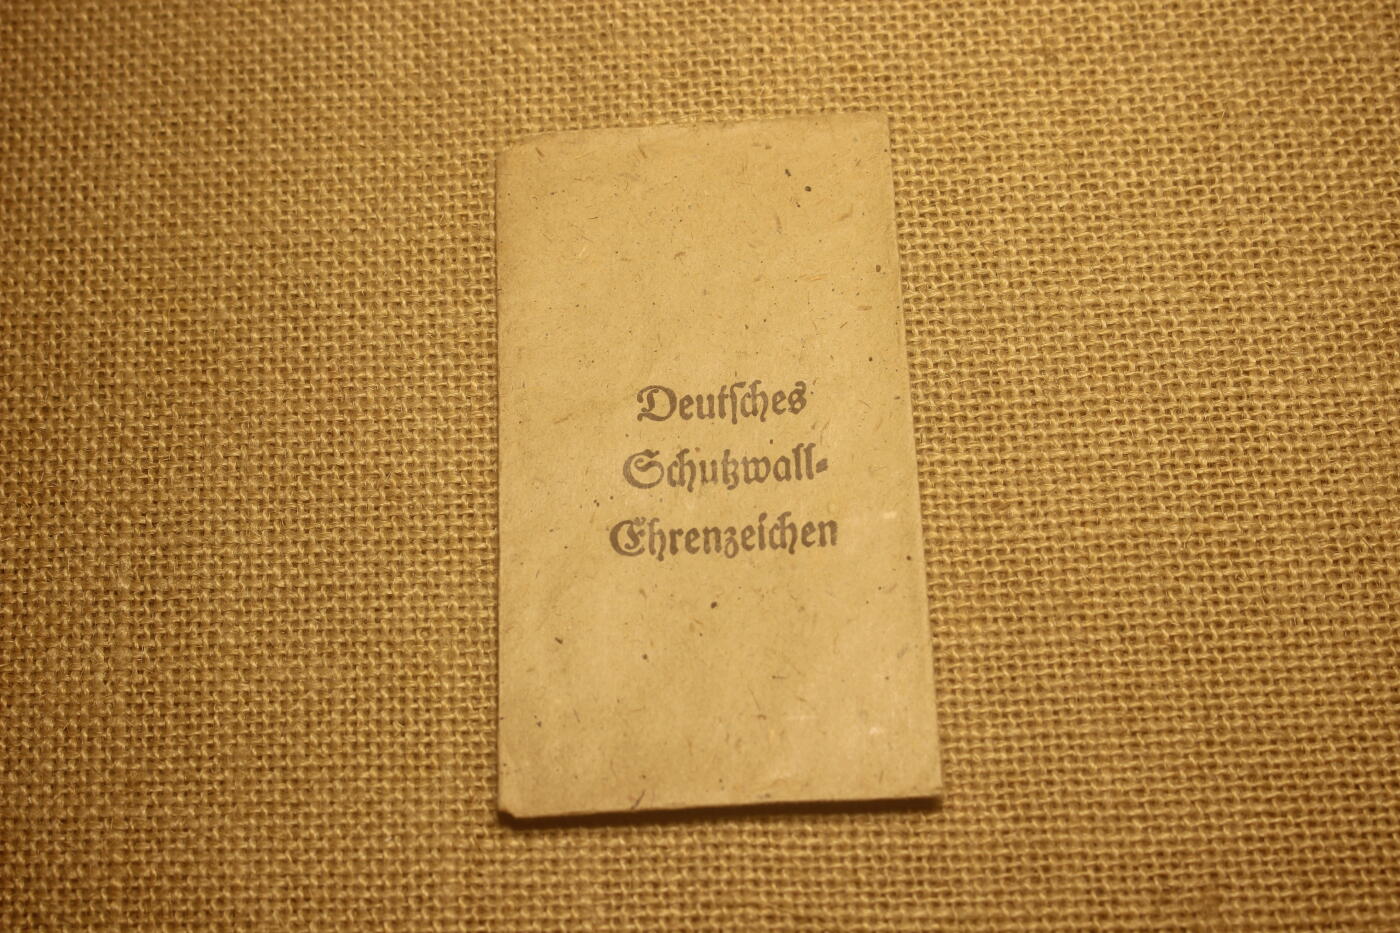 Deutsches
Schutzwall-
Ehrenzeichen